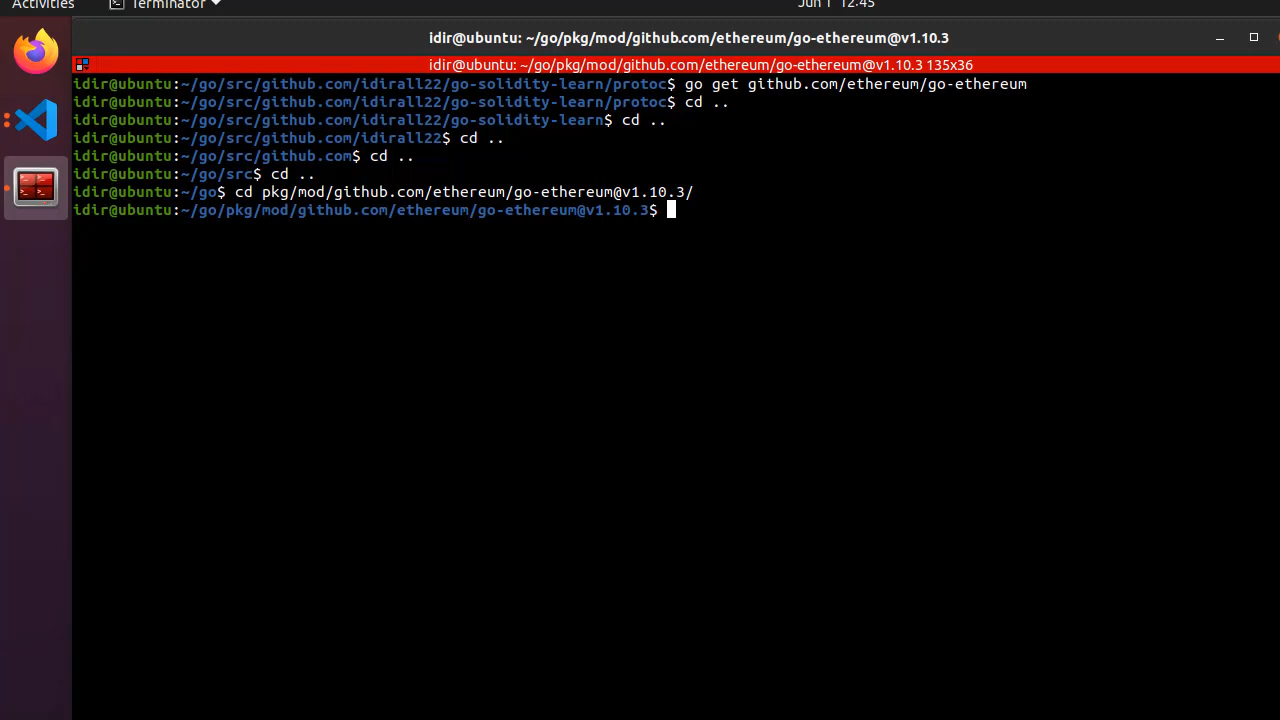 Activities Terminator Jun 1 12:45
idir@ubuntu: ~/go/pkg/mod/github.com/ethereum/go-ethereum@v1.10.3
idir@ubuntu: ~/go/pkg/mod/github.com/ethereum/go-ethereum@v1.10.3 135x36
idir@ubuntu:~/go/src/github.com/idirall22/go-solidity-learn/protoc$ go get github.com/ethereum/go-ethereum
idir@ubuntu:~/go/src/github.com/idirall22/go-solidity-learn/protoc$ cd ..
idir@ubuntu:~/go/src/github.com/idirall22/go-solidity-learn$ cd ..
idir@ubuntu:~/go/src/github.com/idirall22$ cd ..
idir@ubuntu:~/go/src/github.com$ cd ..
idir@ubuntu:~/go/src$ cd ..
idir@ubuntu:~/go$ cd pkg/mod/github.com/ethereum/go-ethereum@v1.10.3/
idir@ubuntu:~/go/pkg/mod/github.com/ethereum/go-ethereum@v1.10.3$